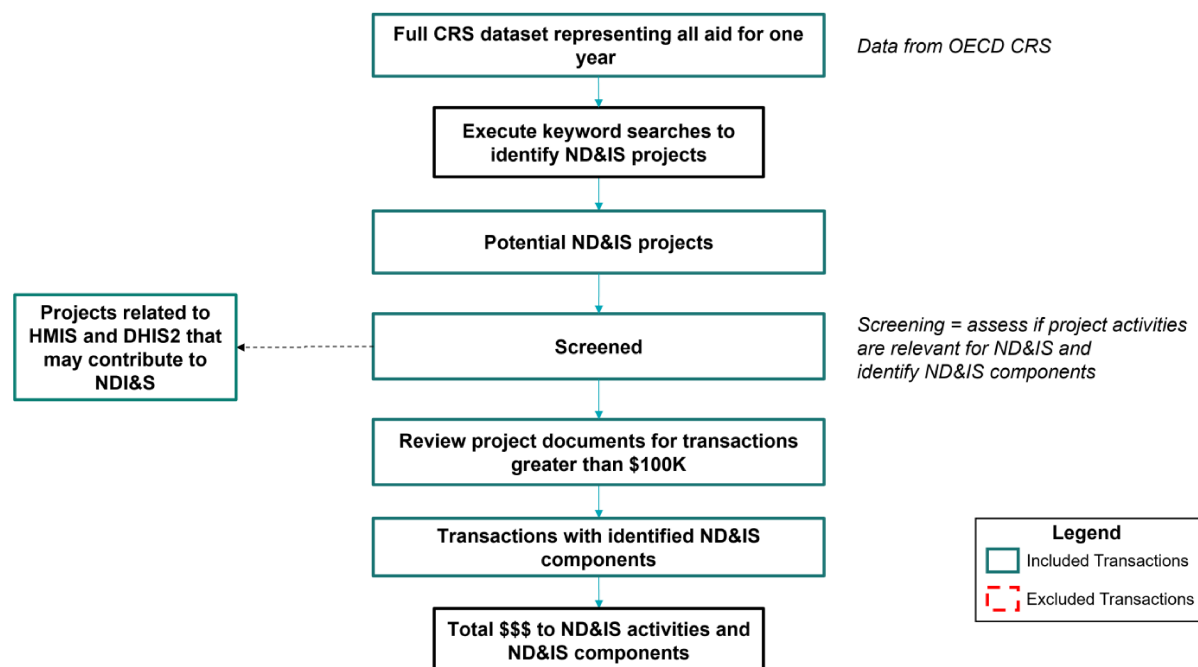 Full CRS dataset representing all aid for one
year
Data from OECD CRS
Execute keyword searches to
identify ND&IS projects
Potential ND&IS projects
Projects related to
HMIS and DHIS2 that
may contribute to
NDI&S
Screened
Screening = assess if project activities
are relevant for ND&IS and
identify ND&IS components
Review project documents for transactions
greater than $100K
Transactions with identified ND&IS
components
Total $$$ to ND&IS activities and
ND&IS components
Legend
Included Transactions
Excluded Transactions